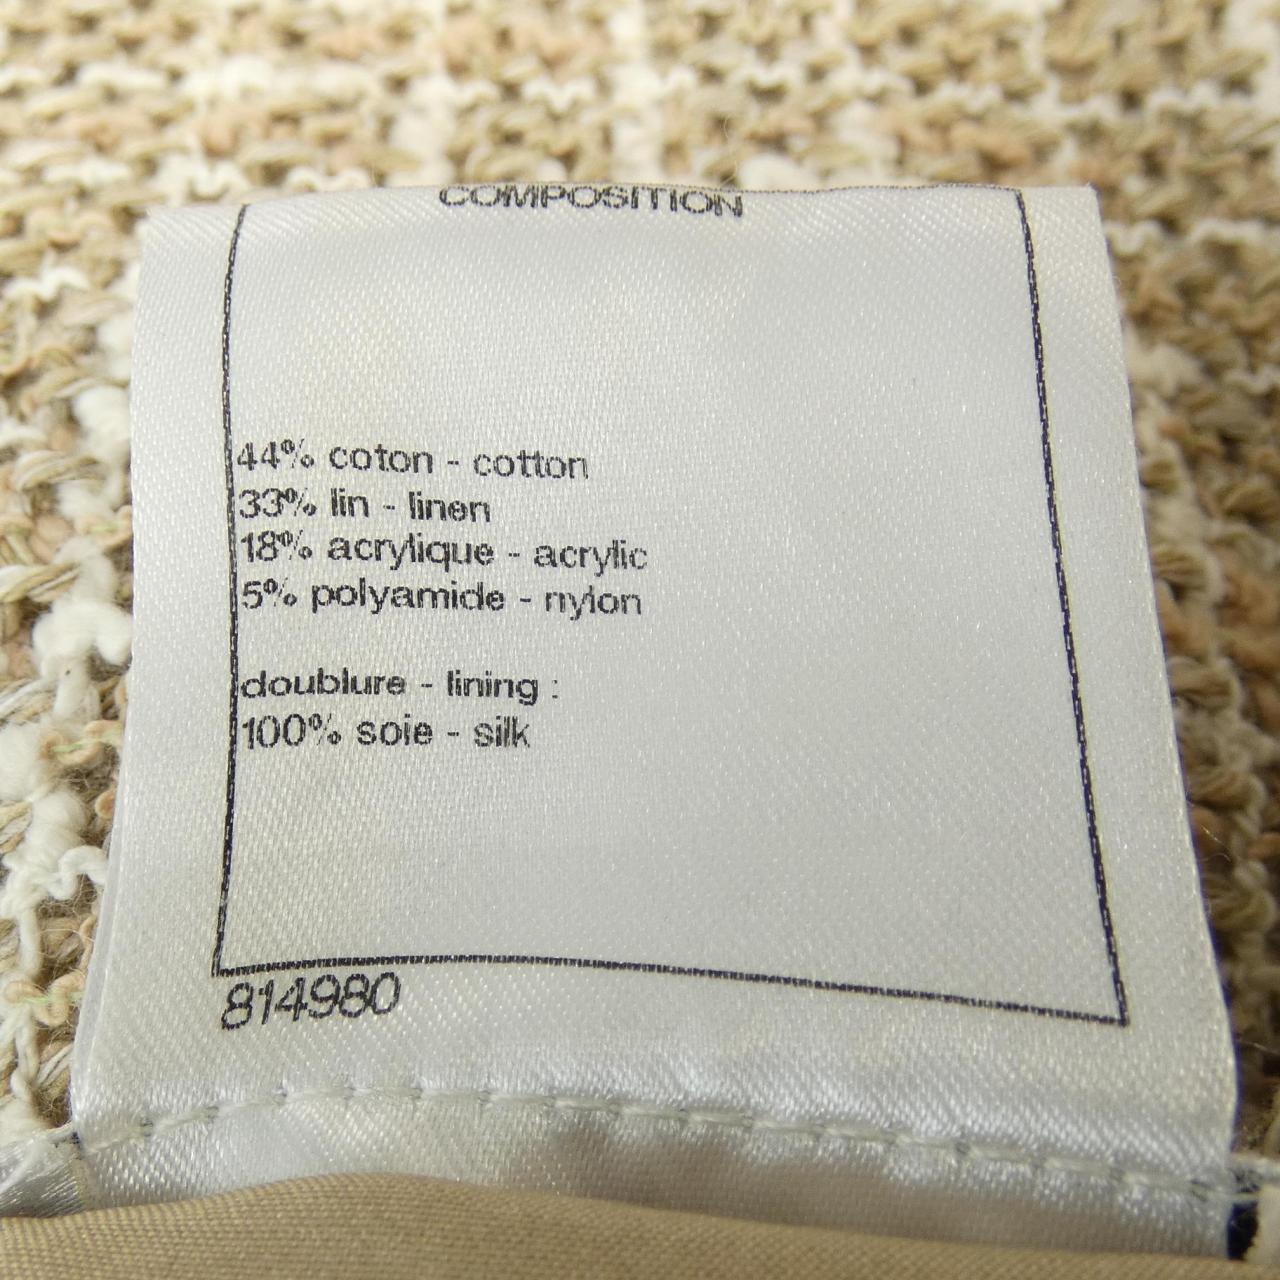 COMPOSITION
44% coton - cotton
33% lin - linen
18% acrylique - acrylic
5% polyamide - nylon
doublure - lining :
100% soie - silk
814980